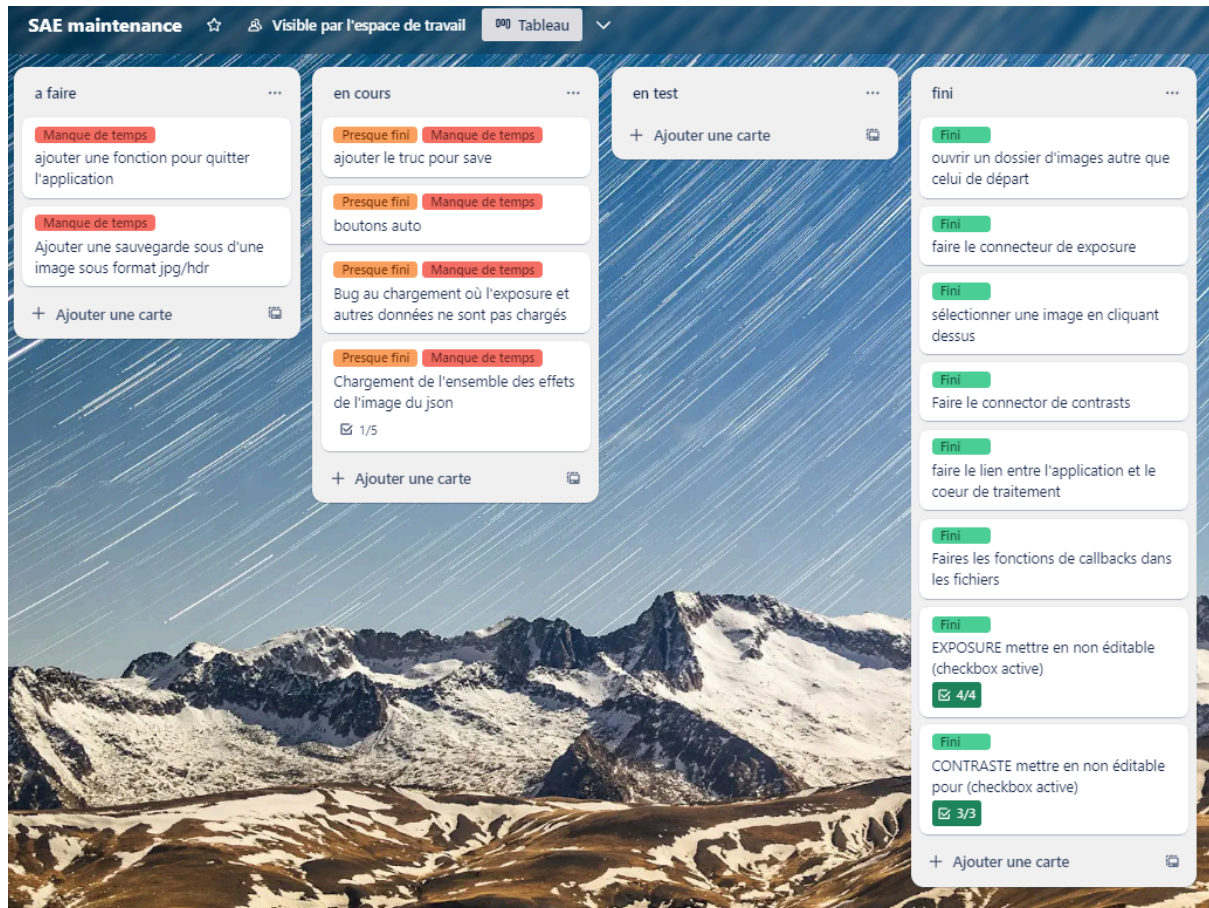 SAE maintenance
Visible par l'espace de travail
Tableau
a faire
Manque de temps
ajouter une fonction pour quitter
l'application
Manque de temps
Ajouter une sauvegarde sous d'une
image sous format jpg/hdr
+ Ajouter une carte
en cours
Presque fini Manque de temps
ajouter le truc pour save
Presque fini Manque de temps
boutons auto
Presque fini Manque de temps
Bug au chargement où l'exposure et
autres données ne sont pas chargés
Presque fini Manque de temps
Chargement de l'ensemble des effets
de l'image du json
1/5
+ Ajouter une carte
en test
+ Ajouter une carte
fini
Fini
ouvrir un dossier d'images autre que
celui de départ
Fini
faire le connecteur de exposure
Fini
sélectionner une image en cliquant
dessus
Fini
Faire le connector de contrasts
Fini
faire le lien entre l'application et le
coeur de traitement
Fini
Faires les fonctions de callbacks dans
les fichiers
Fini
EXPOSURE mettre en non éditable
(checkbox active)
4/4
Fini
CONTRASTE mettre en non éditable
pour (checkbox active)
3/3
+ Ajouter une carte